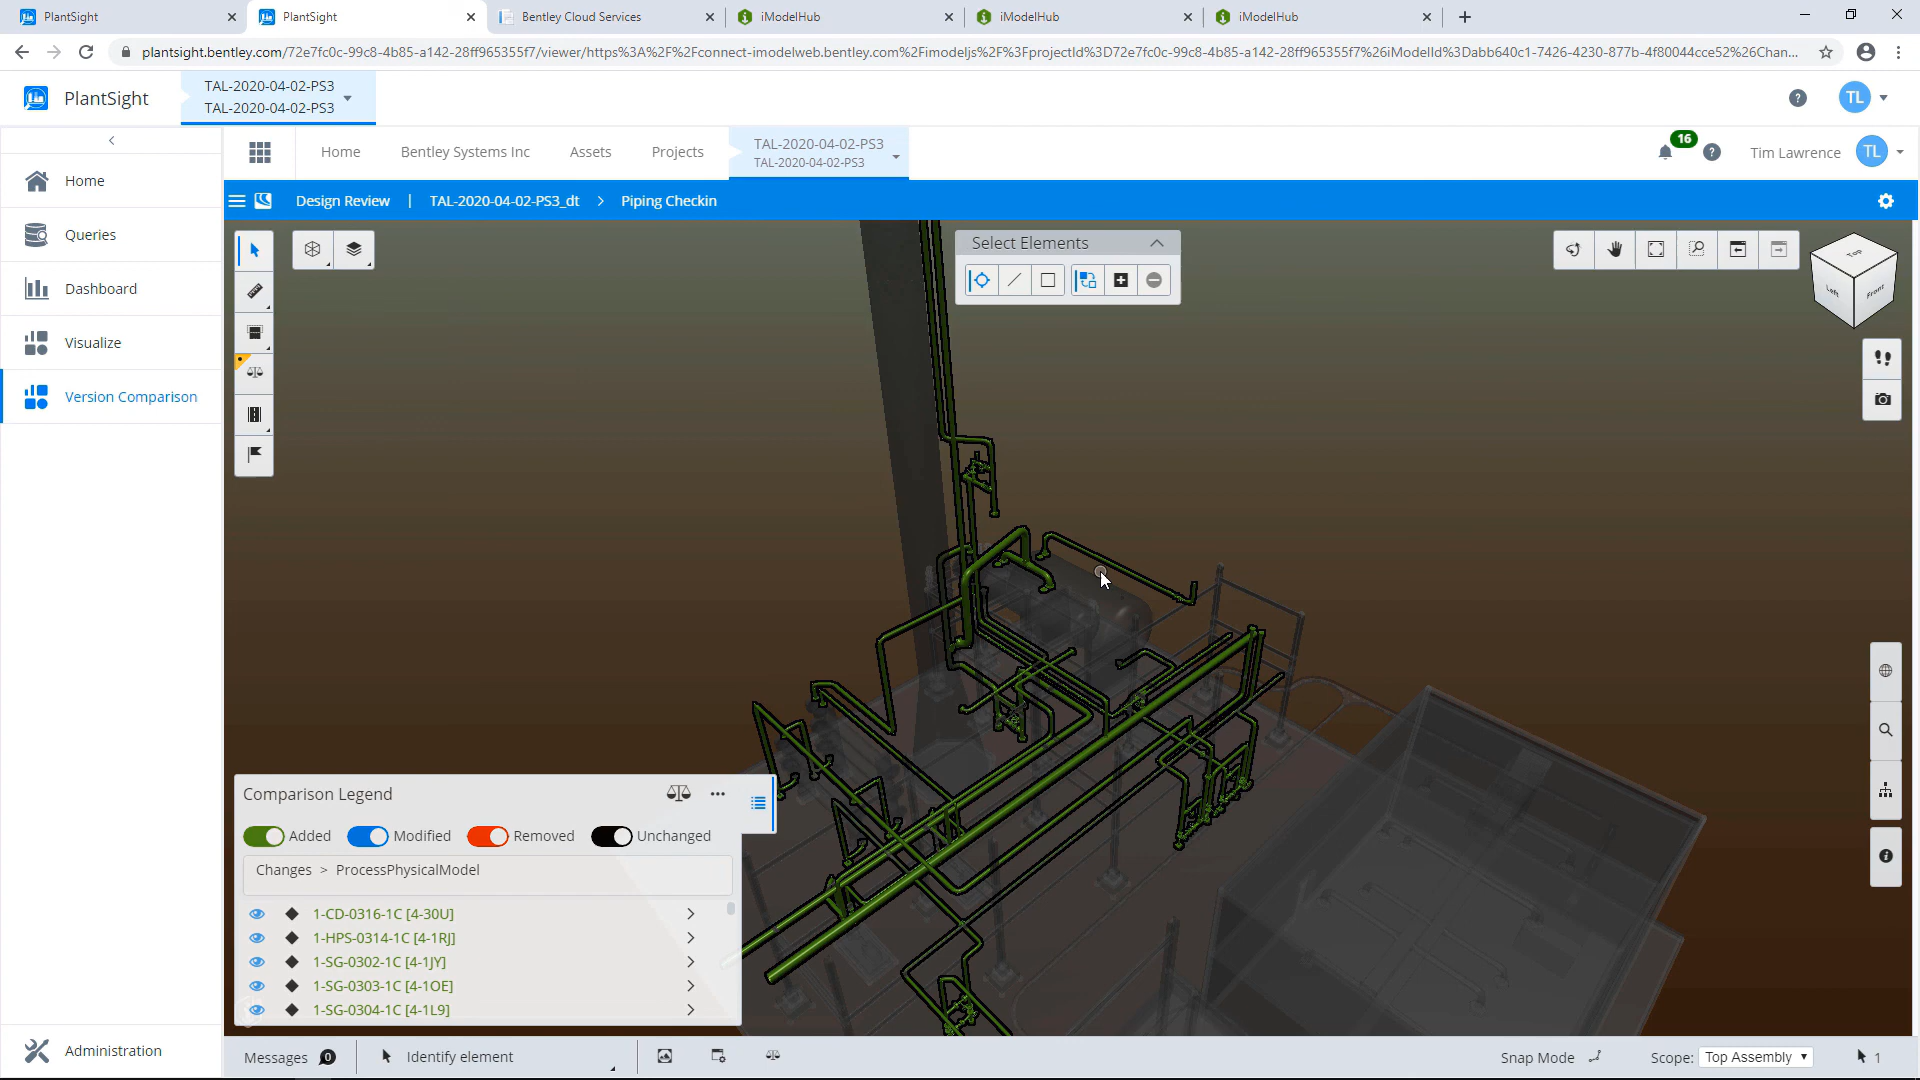 PlantSight
PlantSight
Bentley Cloud Services
iModelHub
iModelHub
iModelHub
plantsight.bentley.com/72e7fc0c-99c8-4b85-a142-28ff965355f7/viewer/https%3A%2F%2Fconnect-imodelweb.bentley.com%2Fimodeljs%2F%3FprojectId%3D72e7fc0c-99c8-4b85-a142-28ff965355f7%26iModelId%3Dabb640c1-7426-4230-877b-4f80044cce52%26Chan...
PlantSight
TAL-2020-04-02-PS3
TAL-2020-04-02-PS3
TL
Home
Bentley Systems Inc
Assets
Projects
TAL-2020-04-02-PS3
TAL-2020-04-02-PS3
16
Tim Lawrence
TL
Home
Queries
Dashboard
Visualize
Version Comparison
Administration
Design Review | TAL-2020-04-02-PS3_dt > Piping Checkin
Select Elements
Top
Left
Front
Comparison Legend
Added
Modified
Removed
Unchanged
Changes > ProcessPhysicalModel
1-CD-0316-1C [4-30U]
1-HPS-0314-1C [4-1RJ]
1-SG-0302-1C [4-1JY]
1-SG-0303-1C [4-1OE]
1-SG-0304-1C [4-1L9]
Messages 0
Identify element
Snap Mode
Scope: Top Assembly
1